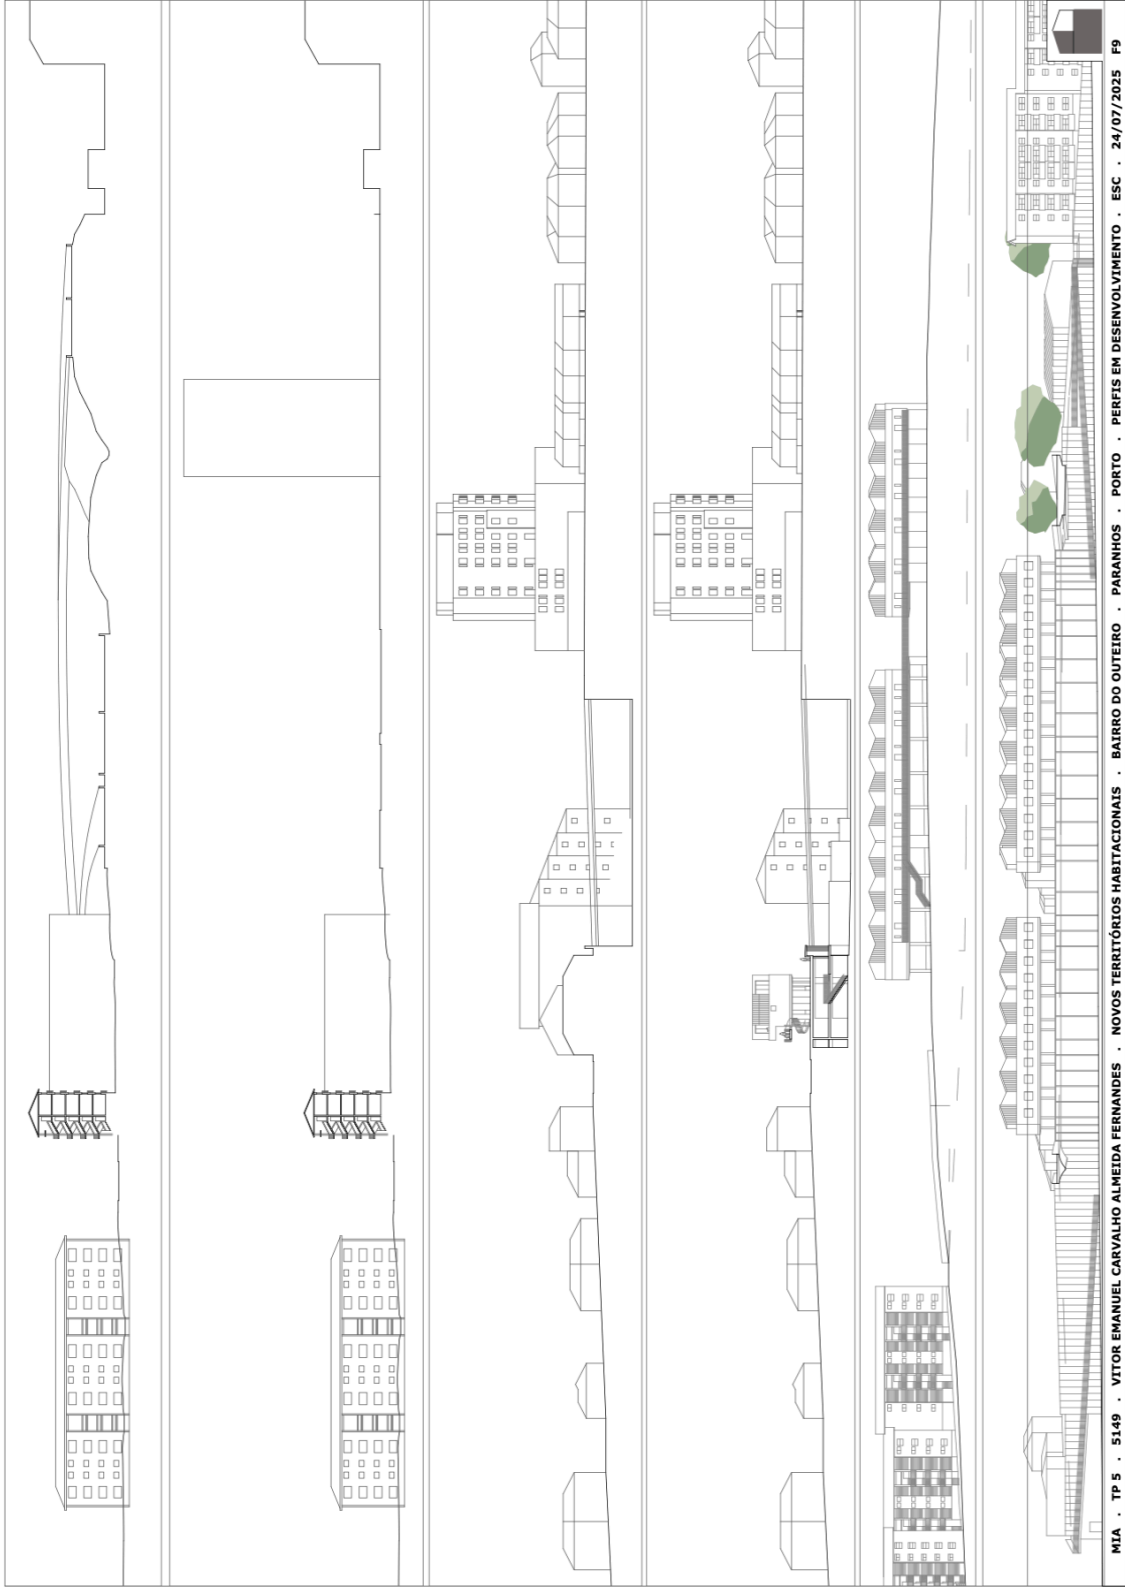 MIA . TP 5 . 5149 . VITOR EMANUEL CARVALHO ALMEIDA FERNANDES . NOVOS TERRITÓRIOS HABITACIONAIS . BAIRRO DO OUTEIRO . PARANHOS . PORTO . PERFIS EM DESENVOLVIMENTO . ESC . 24/07/2025 F9